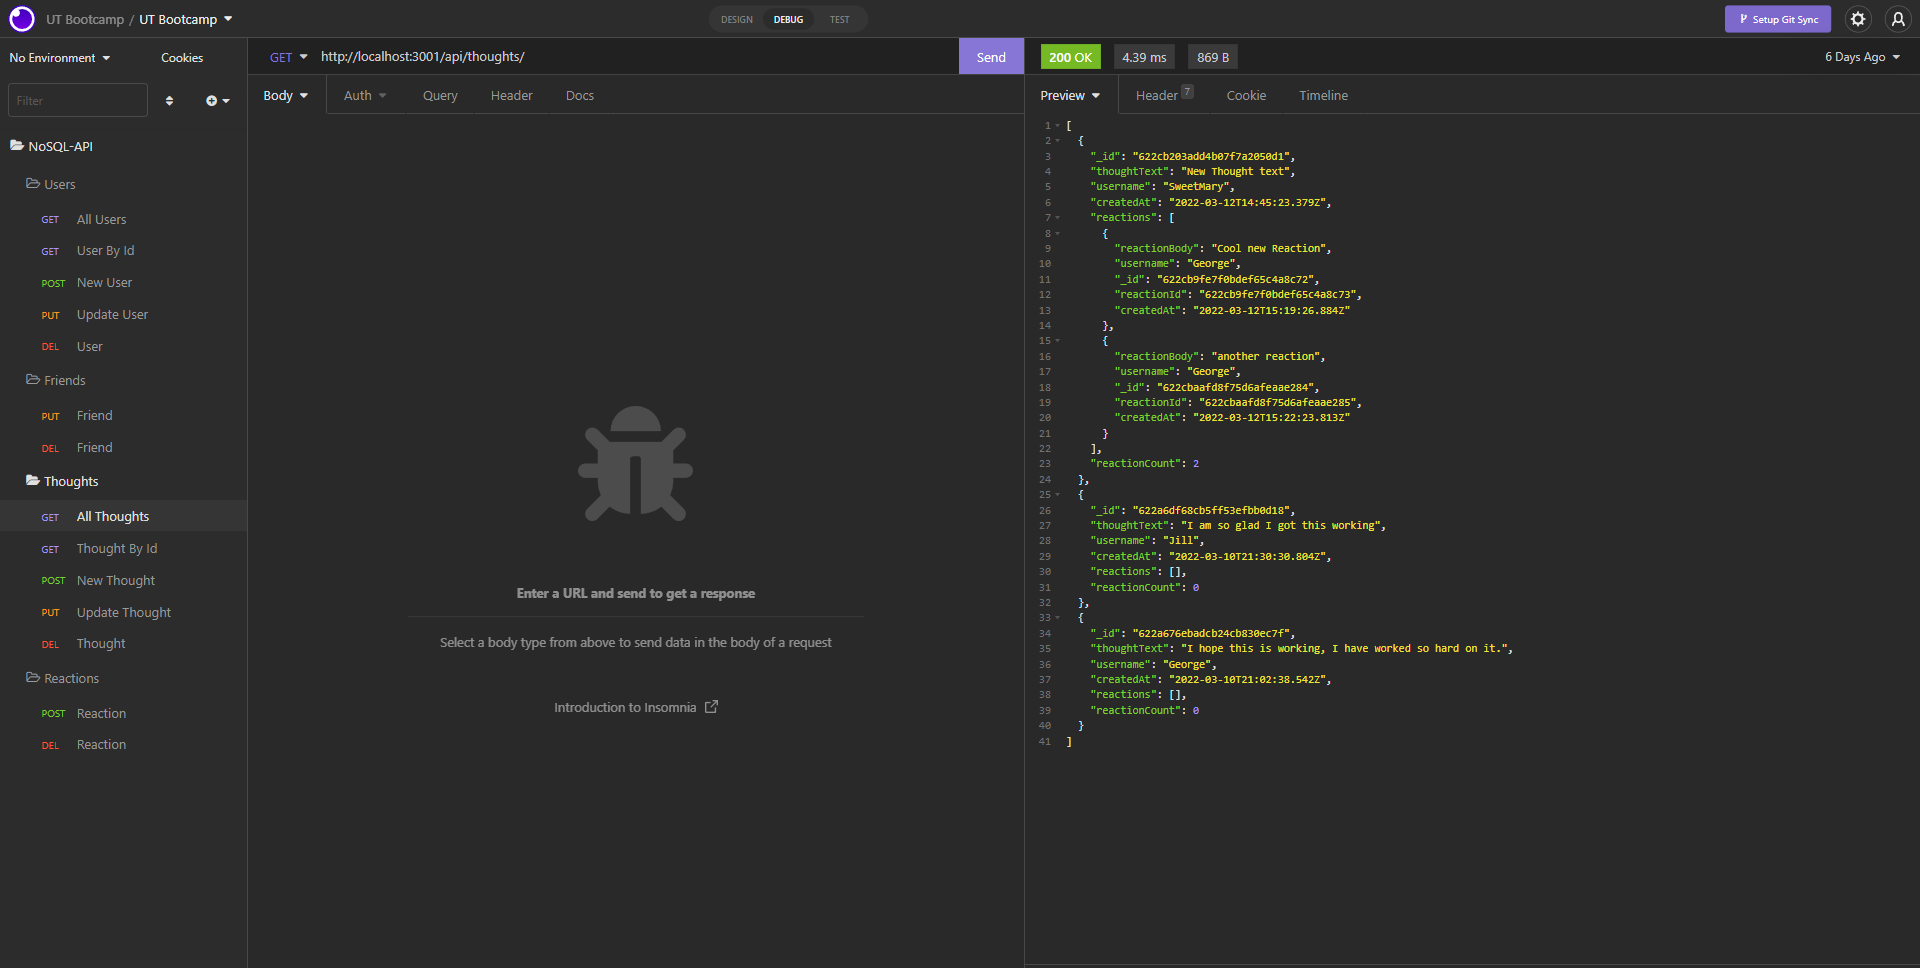 UT Bootcamp / UT Bootcamp
DESIGN DEBUG TEST
Setup Git Sync
No Environment Cookies
Filter
NoSQL-API
Users
GET All Users
GET User By Id
POST New User
PUT Update User
DEL User
Friends
PUT Friend
DEL Friend
Thoughts
GET All Thoughts
GET Thought By Id
POST New Thought
PUT Update Thought
DEL Thought
Reactions
POST Reaction
DEL Reaction
GET http://localhost:3001/api/thoughts/ Send
Body Auth Query Header Docs
Enter a URL and send to get a response
Select a body type from above to send data in the body of a request
Introduction to Insomnia
200 OK 4.39 ms 869 B 6 Days Ago
Preview Header 7 Cookie Timeline
1 [
2 {
3 "_id": "622cb203add4b07f7a2050d1",
4 "thoughtText": "New Thought text",
5 "username": "SweetMary",
6 "createdAt": "2022-03-12T14:45:23.379Z",
7 "reactions": [
8 {
9 "reactionBody": "Cool new Reaction",
10 "username": "George",
11 "_id": "622cb9fe7f0bdef65c4a8c72",
12 "reactionId": "622cb9fe7f0bdef65c4a8c73",
13 "createdAt": "2022-03-12T15:19:26.884Z"
14 },
15 {
16 "reactionBody": "another reaction",
17 "username": "George",
18 "_id": "622cbaafd8f75d6afeaae284",
19 "reactionId": "622cbaafd8f75d6afeaae285",
20 "createdAt": "2022-03-12T15:22:23.813Z"
21 }
22 ],
23 "reactionCount": 2
24 },
25 {
26 "_id": "622a6df68cb5ff53efbb0d18",
27 "thoughtText": "I am so glad I got this working",
28 "username": "Jill",
29 "createdAt": "2022-03-10T21:30:30.804Z",
30 "reactions": [],
31 "reactionCount": 0
32 },
33 {
34 "_id": "622a676ebadcb24cb830ec7f",
35 "thoughtText": "I hope this is working, I have worked so hard on it.",
36 "username": "George",
37 "createdAt": "2022-03-10T21:02:38.542Z",
38 "reactions": [],
39 "reactionCount": 0
40 }
41 ]